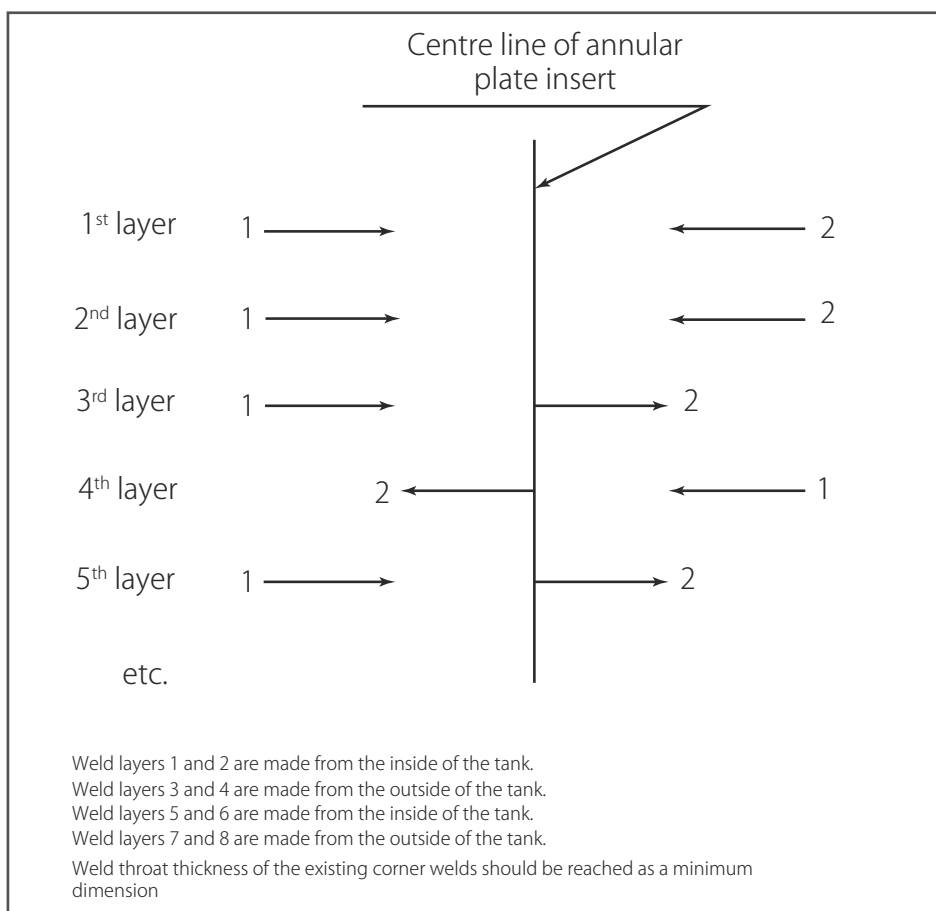 Centre line of annular
plate insert
1st layer 1 2
2nd layer 1 2
3rd layer 1 2
4th layer 2 1
5th layer 1 2
etc.
Weld layers 1 and 2 are made from the inside of the tank.
Weld layers 3 and 4 are made from the outside of the tank.
Weld layers 5 and 6 are made from the inside of the tank.
Weld layers 7 and 8 are made from the outside of the tank.
Weld throat thickness of the existing corner welds should be reached as a minimum
dimension